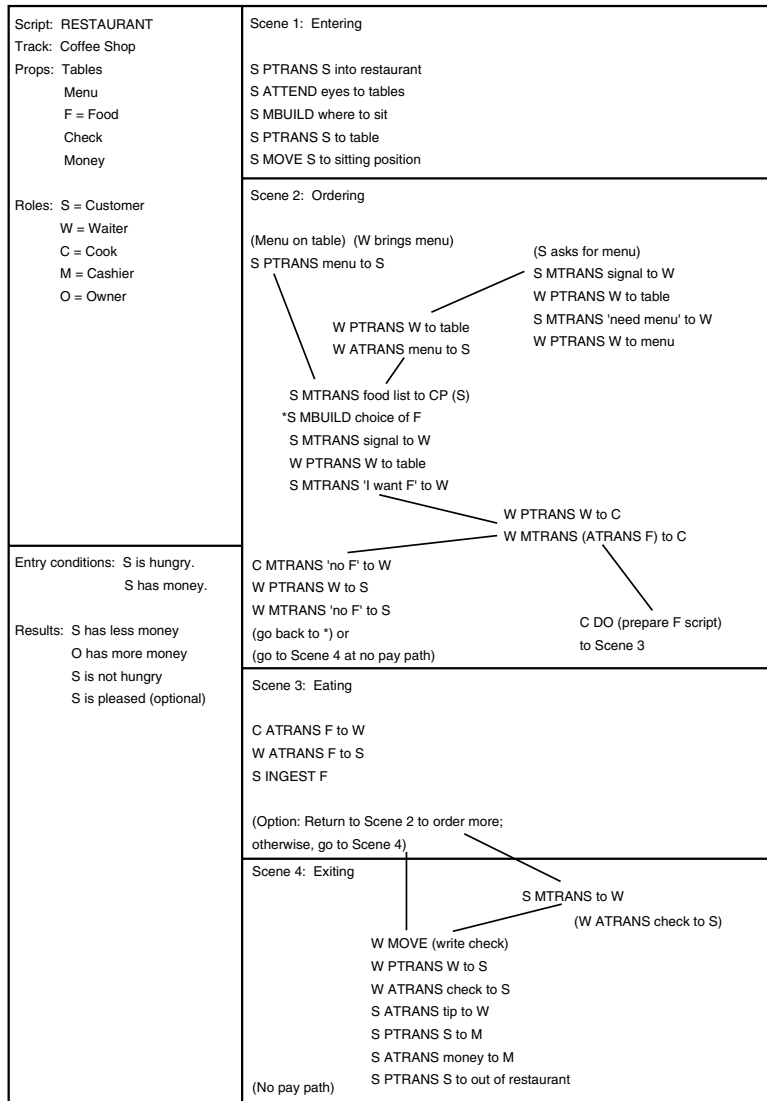 Script: RESTAURANT
Track: Coffee Shop
Props: Tables
Menu
F = Food
Check
Money
Roles: S = Customer
W = Waiter
C = Cook
M = Cashier
O = Owner
Entry conditions: S is hungry.
S has money.
Results: S has less money
O has more money
S is not hungry
S is pleased (optional)
Scene 1: Entering
S PTRANS S into restaurant
S ATTEND eyes to tables
S MBUILD where to sit
S PTRANS S to table
S MOVE S to sitting position
Scene 2: Ordering
(Menu on table) (W brings menu)
S PTRANS menu to S
(S asks for menu)
S MTRANS signal to W
W PTRANS W to table
S MTRANS 'need menu' to W
W PTRANS W to menu
W PTRANS W to table
W ATRANS menu to S
S MTRANS food list to CP (S)
*S MBUILD choice of F
S MTRANS signal to W
W PTRANS W to table
S MTRANS 'I want F' to W
W PTRANS W to C
W MTRANS (ATRANS F) to C
C MTRANS 'no F' to W
W PTRANS W to S
W MTRANS 'no F' to S
(go back to *) or
(go to Scene 4 at no pay path)
C DO (prepare F script)
to Scene 3
Scene 3: Eating
C ATRANS F to W
W ATRANS F to S
S INGEST F
(Option: Return to Scene 2 to order more;
otherwise, go to Scene 4)
Scene 4: Exiting
S MTRANS to W
(W ATRANS check to S)
W MOVE (write check)
W PTRANS W to S
W ATRANS check to S
S ATRANS tip to W
S PTRANS S to M
S ATRANS money to M
(No pay path) S PTRANS S to out of restaurant